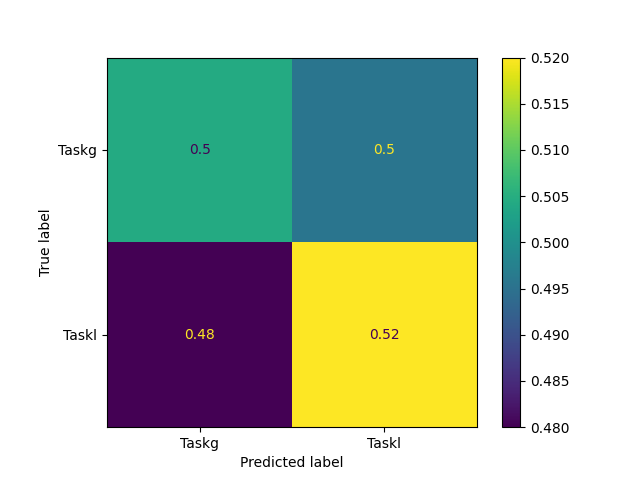 Taskg 0.5 0.5
Taskl 0.48 0.52
Taskg Taskl
Predicted label
True label
0.520
0.515
0.510
0.505
0.500
0.495
0.490
0.485
0.480